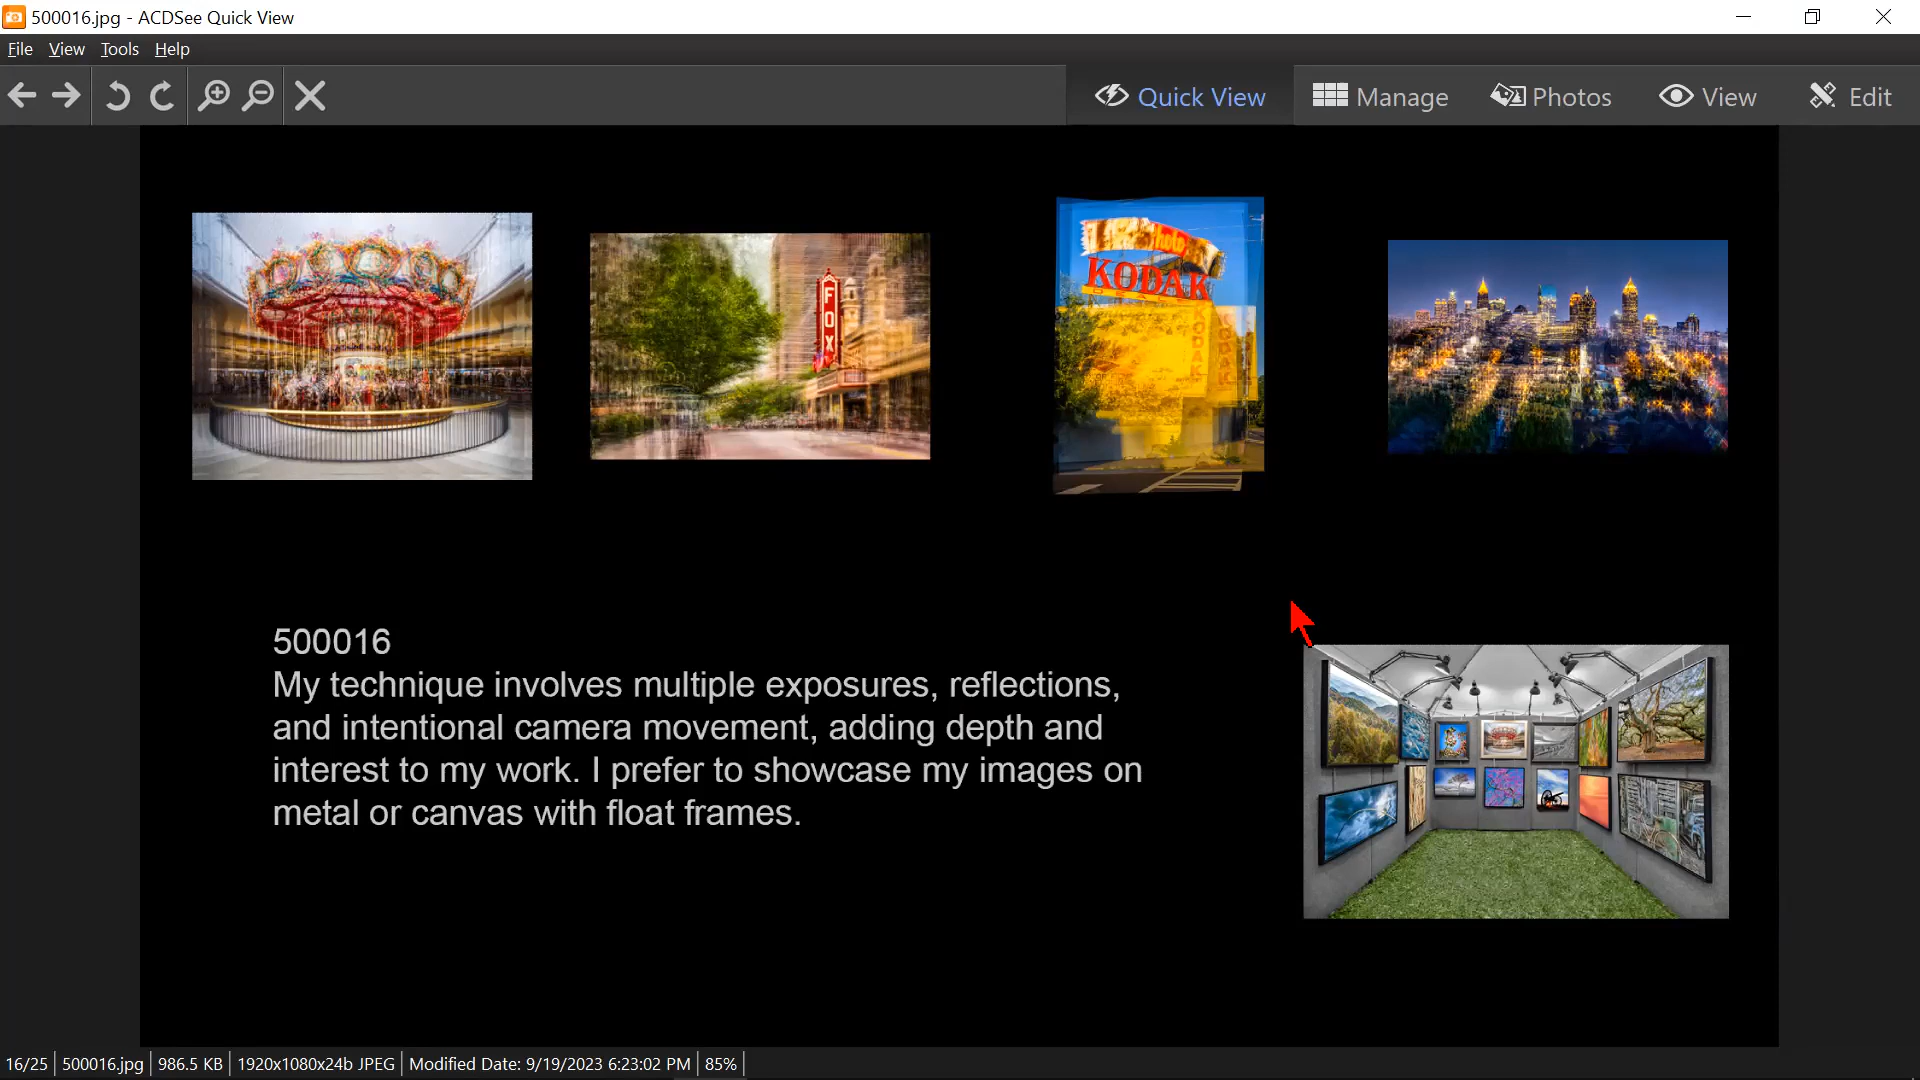 500016.jpg - ACDSee Quick View
File View Tools Help
Quick View Manage Photos View Edit
Photo
KODAK
KODAK
FOX
500016
My technique involves multiple exposures, reflections,
and intentional camera movement, adding depth and
interest to my work. I prefer to showcase my images on
metal or canvas with float frames.
16/25 500016.jpg 986.5 KB 1920x1080x24b JPEG Modified Date: 9/19/2023 6:23:02 PM 85%